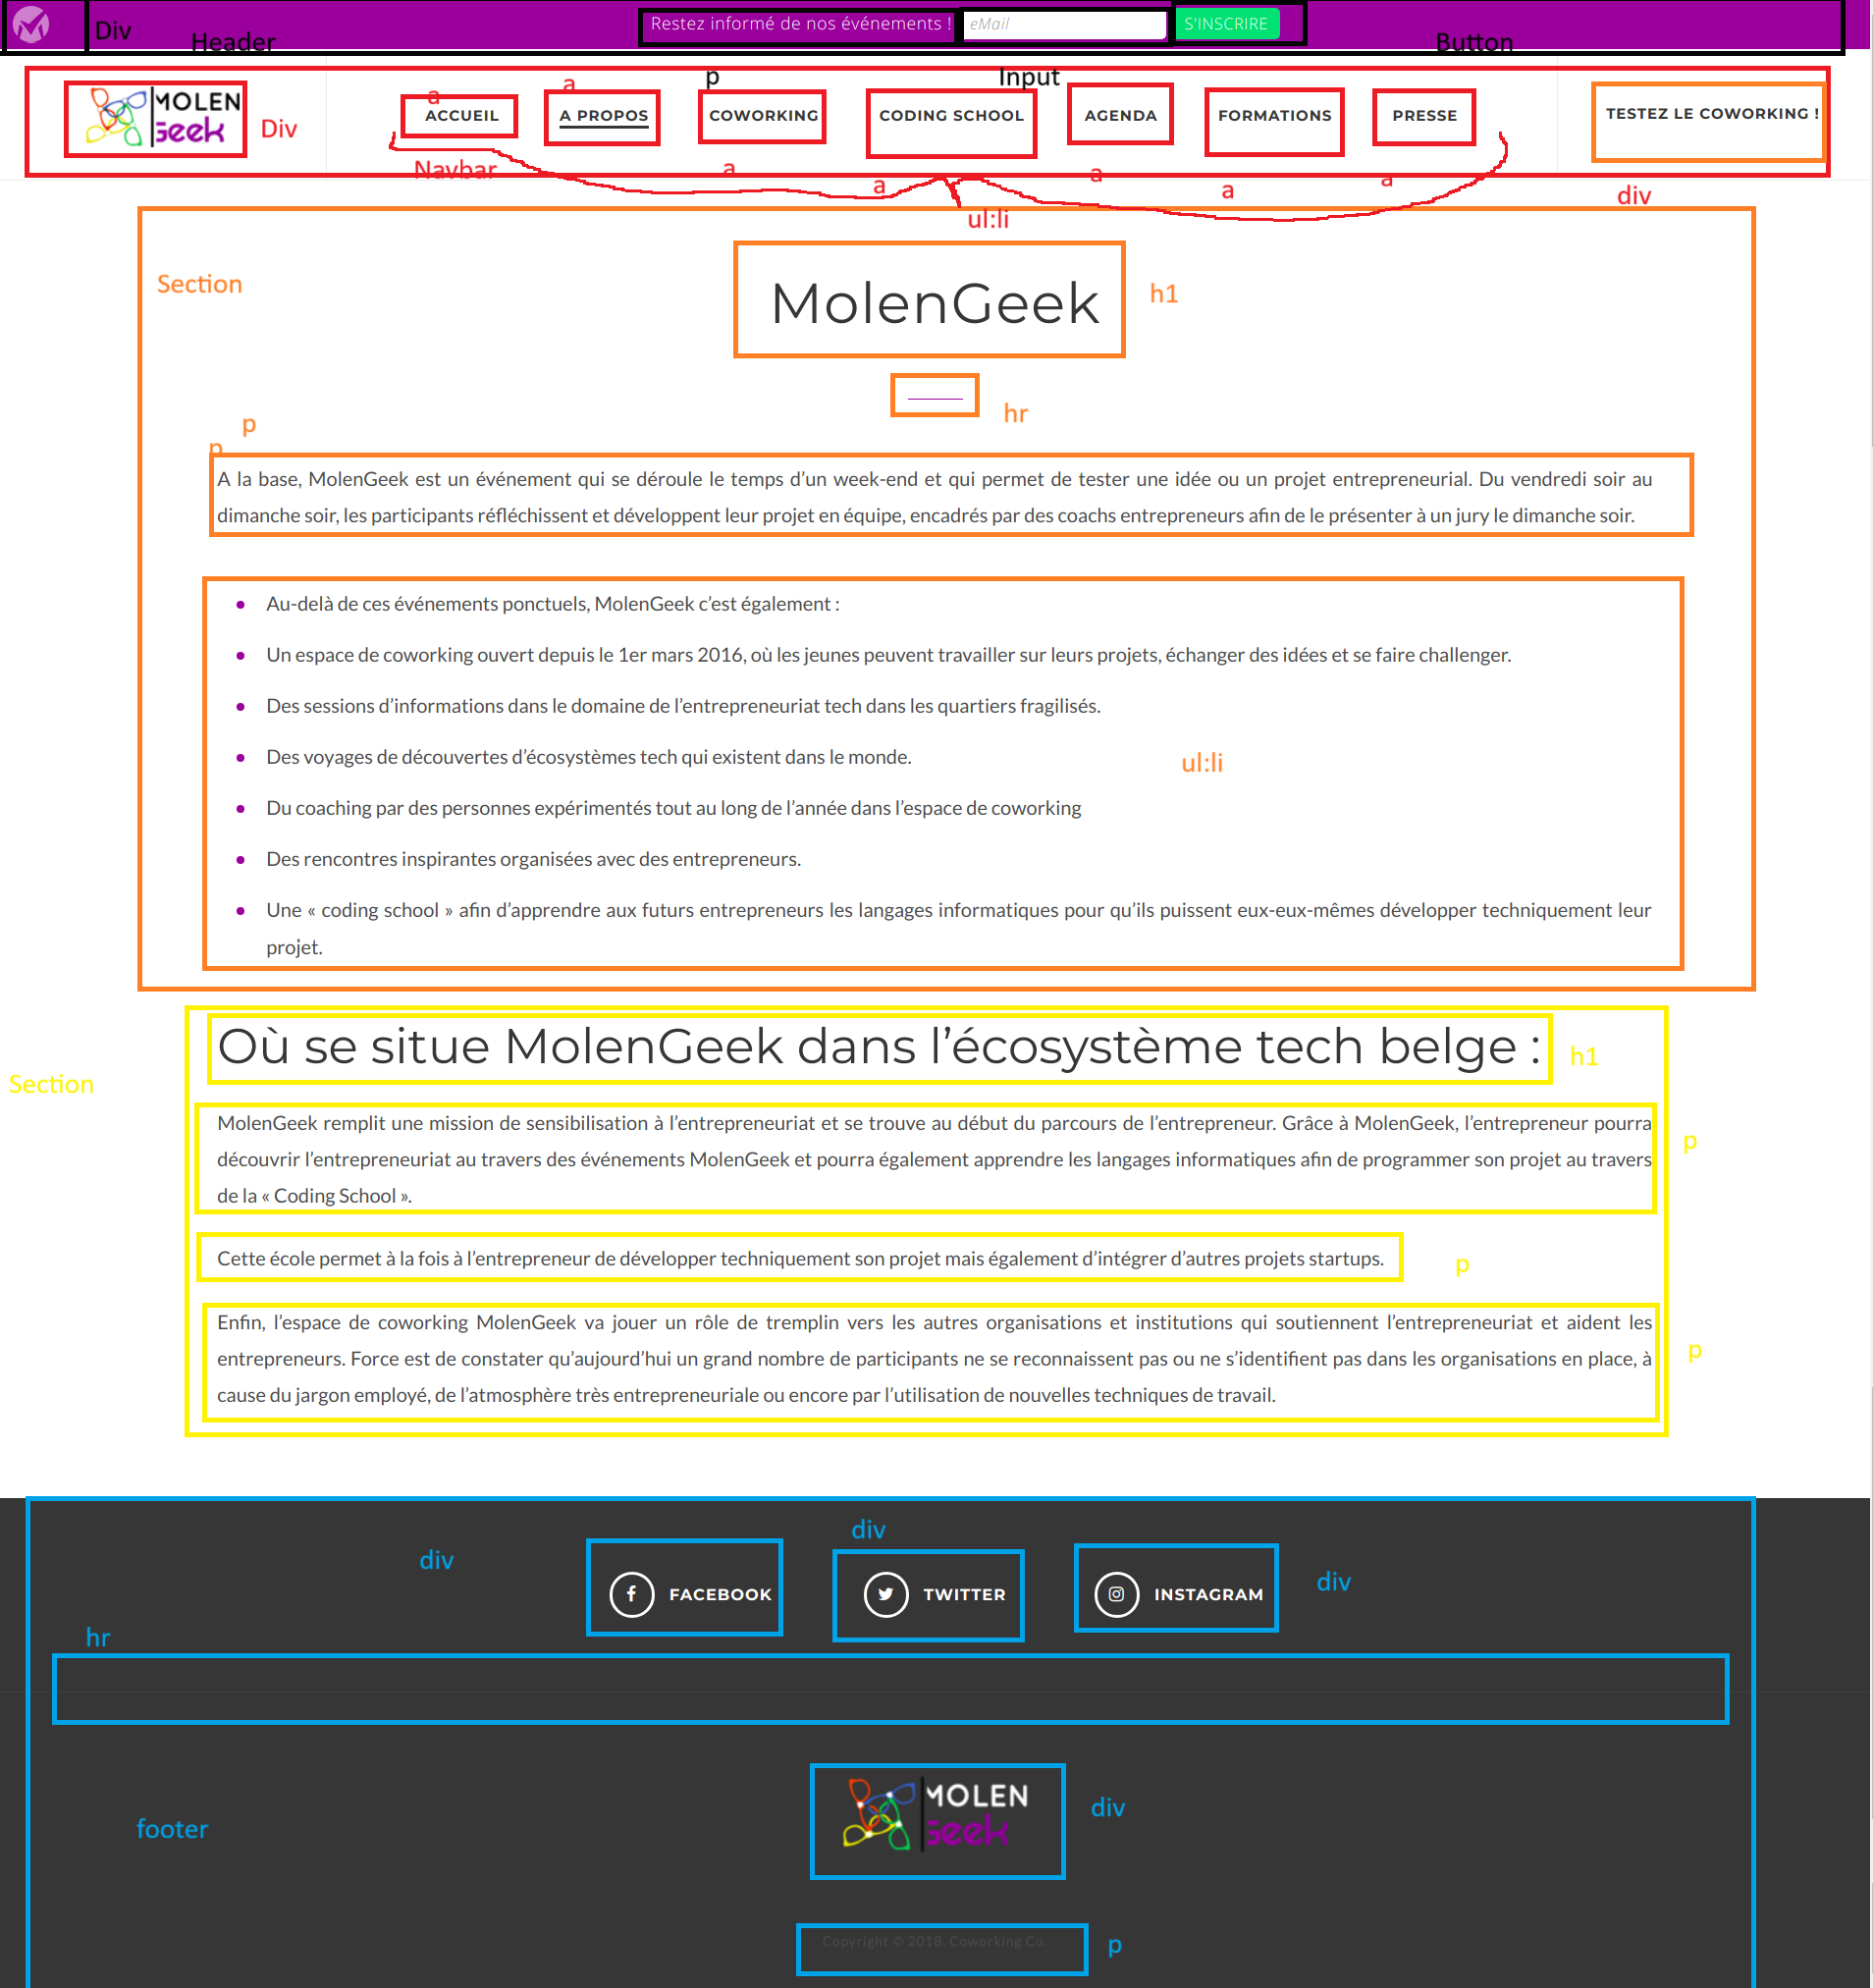 Div
Header
Restez informé de nos événements !
eMail
S'INSCRIRE
Button
MOLEN
Geek
Div
a
a
p
Input
ACCUEIL
A PROPOS
COWORKING
CODING SCHOOL
AGENDA
FORMATIONS
PRESSE
TESTEZ LE COWORKING !
Navbar
a
a
a
a
a
div
ul:li
Section
MolenGeek
h1
hr
p
p
A la base, MolenGeek est un événement qui se déroule le temps d’un week-end et qui permet de tester une idée ou un projet entrepreneurial. Du vendredi soir au
dimanche soir, les participants réfléchissent et développent leur projet en équipe, encadrés par des coachs entrepreneurs afin de le présenter à un jury le dimanche soir.
Au-delà de ces événements ponctuels, MolenGeek c’est également :
Un espace de coworking ouvert depuis le 1er mars 2016, où les jeunes peuvent travailler sur leurs projets, échanger des idées et se faire challenger.
Des sessions d’informations dans le domaine de l’entrepreneuriat tech dans les quartiers fragilisés.
Des voyages de découvertes d’écosystèmes tech qui existent dans le monde.
ul:li
Du coaching par des personnes expérimentés tout au long de l’année dans l’espace de coworking
Des rencontres inspirantes organisées avec des entrepreneurs.
Une « coding school » afin d’apprendre aux futurs entrepreneurs les langages informatiques pour qu’ils puissent eux-eux-mêmes développer techniquement leur
projet.
Où se situe MolenGeek dans l’écosystème tech belge :
h1
Section
MolenGeek remplit une mission de sensibilisation à l’entrepreneuriat et se trouve au début du parcours de l’entrepreneur. Grâce à MolenGeek, l’entrepreneur pourra
découvrir l’entrepreneuriat au travers des événements MolenGeek et pourra également apprendre les langages informatiques afin de programmer son projet au travers
de la « Coding School ».
p
Cette école permet à la fois à l’entrepreneur de développer techniquement son projet mais également d’intégrer d’autres projets startups.
p
Enfin, l’espace de coworking MolenGeek va jouer un rôle de tremplin vers les autres organisations et institutions qui soutiennent l’entrepreneuriat et aident les
entrepreneurs. Force est de constater qu’aujourd’hui un grand nombre de participants ne se reconnaissent pas ou ne s’identifient pas dans les organisations en place, à
cause du jargon employé, de l’atmosphère très entrepreneuriale ou encore par l’utilisation de nouvelles techniques de travail.
p
div
div
FACEBOOK
TWITTER
INSTAGRAM
div
hr
MOLEN
Geek
div
footer
Copyright © 2018. Coworking Co.
p